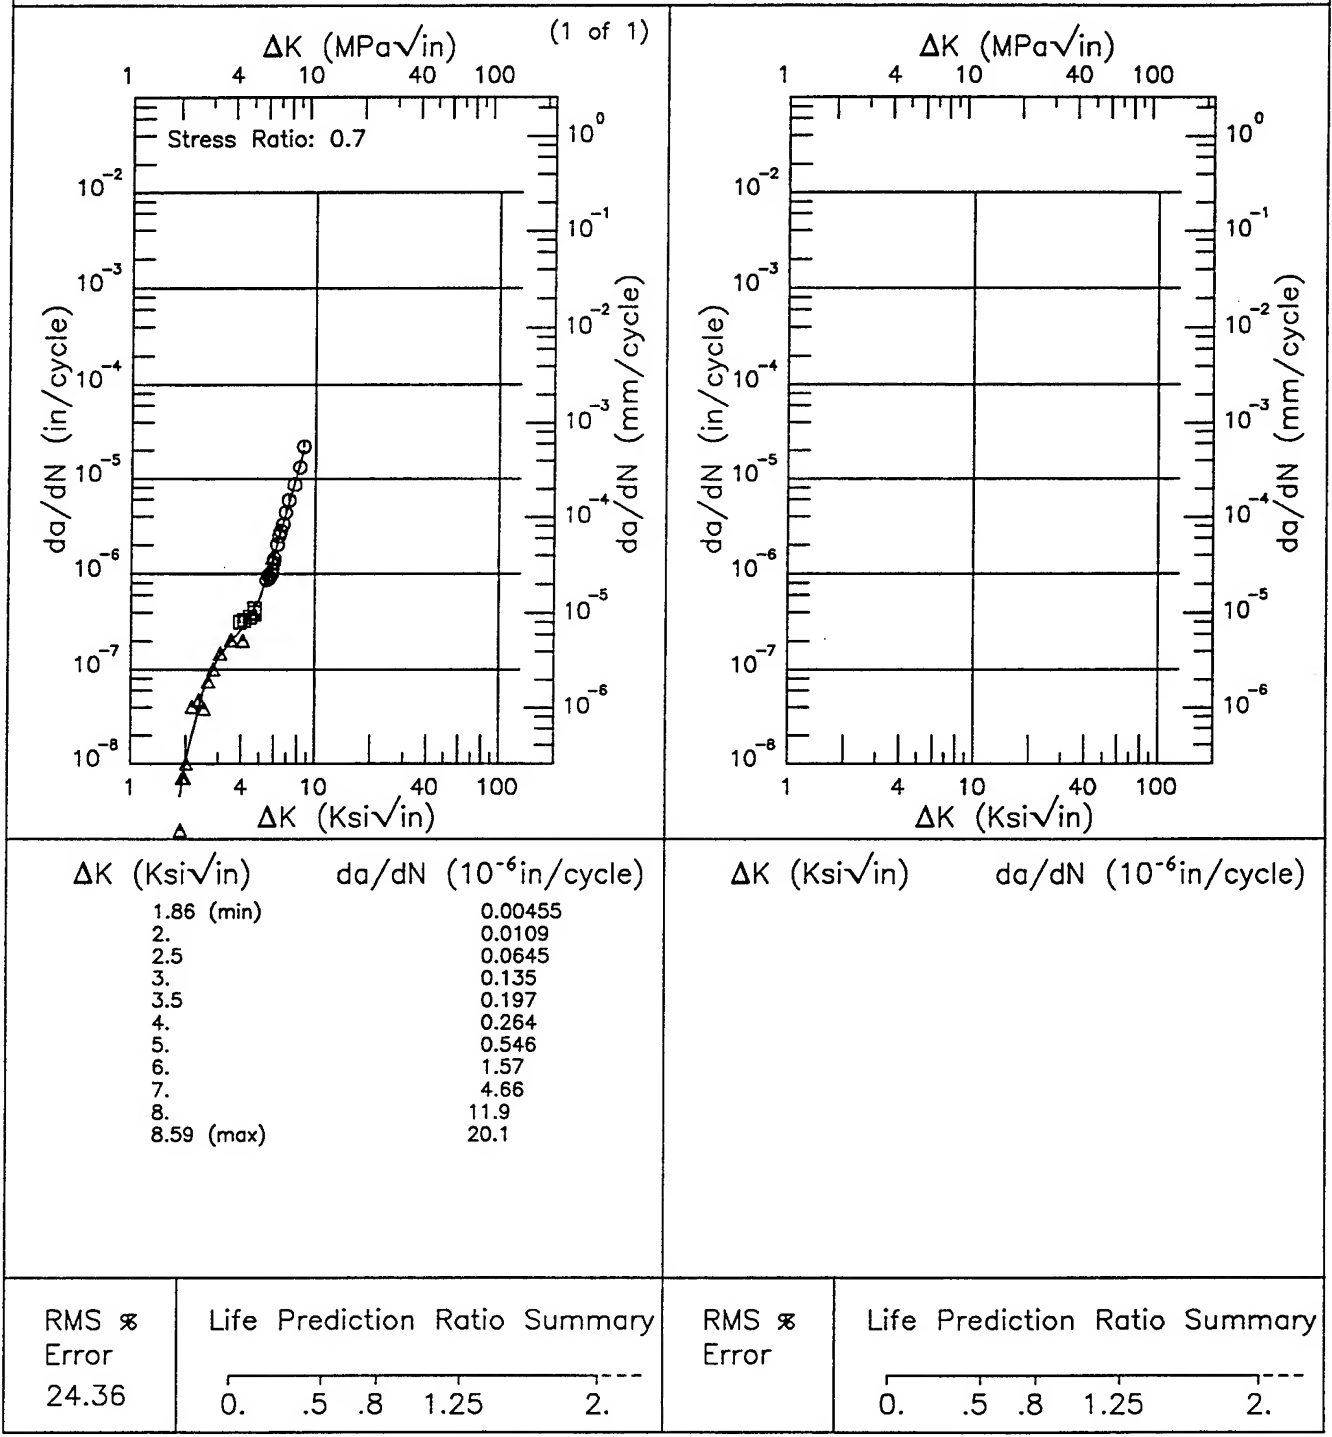 (1 of 1)
ΔK (MPa√in)
1 4 10 40 100
Stress Ratio: 0.7
10⁰
10⁻¹
10⁻²
10⁻³
10⁻⁴
10⁻⁵
10⁻⁶
da/dN (mm/cycle)
10⁻²
10⁻³
10⁻⁴
10⁻⁵
10⁻⁶
10⁻⁷
10⁻⁸
da/dN (in/cycle)
1 4 10 40 100
ΔK (Ksi√in)
ΔK (MPa√in)
1 4 10 40 100
10⁰
10⁻¹
10⁻²
10⁻³
10⁻⁴
10⁻⁵
10⁻⁶
da/dN (mm/cycle)
10⁻²
10⁻³
10⁻⁴
10⁻⁵
10⁻⁶
10⁻⁷
10⁻⁸
da/dN (in/cycle)
1 4 10 40 100
ΔK (Ksi√in)
ΔK (Ksi√in) da/dN (10⁻⁶in/cycle)
1.86 (min) 0.00455
2. 0.0109
2.5 0.0645
3. 0.135
3.5 0.197
4. 0.264
5. 0.546
6. 1.57
7. 4.66
8. 11.9
8.59 (max) 20.1
ΔK (Ksi√in) da/dN (10⁻⁶in/cycle)
RMS %
Error
24.36
Life Prediction Ratio Summary
0. .5 .8 1.25 2.
RMS %
Error
Life Prediction Ratio Summary
0. .5 .8 1.25 2.